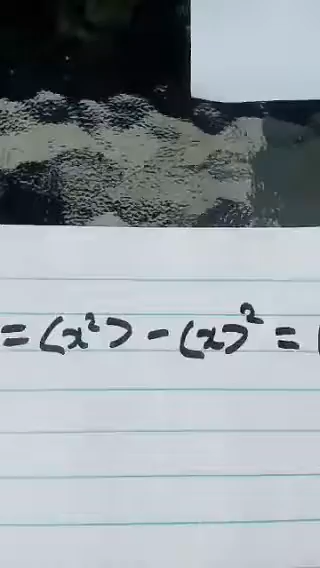 = ⟨x²⟩ - ⟨x⟩² =